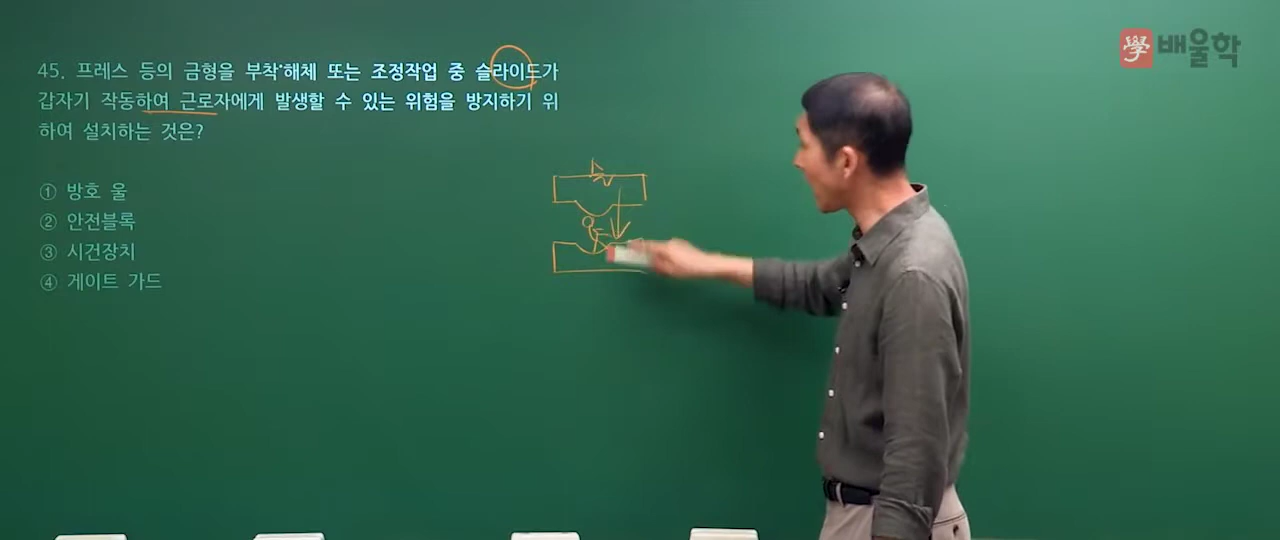 學 배울학
45. 프레스 등의 금형을 부착·해체 또는 조정작업 중 슬라이드가
갑자기 작동하여 근로자에게 발생할 수 있는 위험을 방지하기 위
하여 설치하는 것은?
① 방호 울
② 안전블록
③ 시건장치
④ 게이트 가드